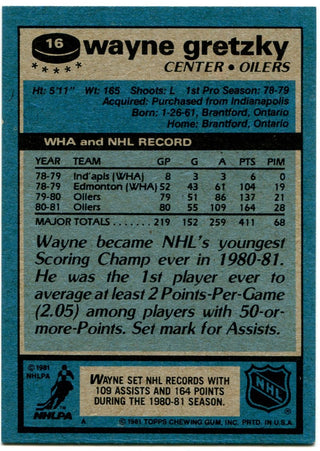 16 wayne gretzky
CENTER • OILERS
Ht: 5'11" Wt: 165 Shoots: L 1st Pro Season: 78-79
Acquired: Purchased from Indianapolis
Born: 1-26-61, Brantford, Ontario
Home: Brantford, Ontario
WHA and NHL RECORD
YEAR TEAM GP G A PTS PIM
78-79 Ind'apls (WHA) 8 3 3 6 0
78-79 Edmonton (WHA) 52 43 61 104 19
79-80 Oilers 79 51 86 137 21
80-81 Oilers 80 55 109 164 28
MAJOR TOTALS ........ 219 152 259 411 68
Wayne became NHL's youngest
Scoring Champ ever in 1980-81.
He was the 1st player ever to
average at least 2 Points-Per-Game
(2.05) among players with 50-or-
more-Points. Set mark for Assists.
© 1981
NHLPA
NHLPA
A
WAYNE SET NHL RECORDS WITH
109 ASSISTS AND 164 POINTS
DURING THE 1980-81 SEASON.
NHL
© 1981 TOPPS CHEWING GUM, INC. PRTD. IN U.S.A.